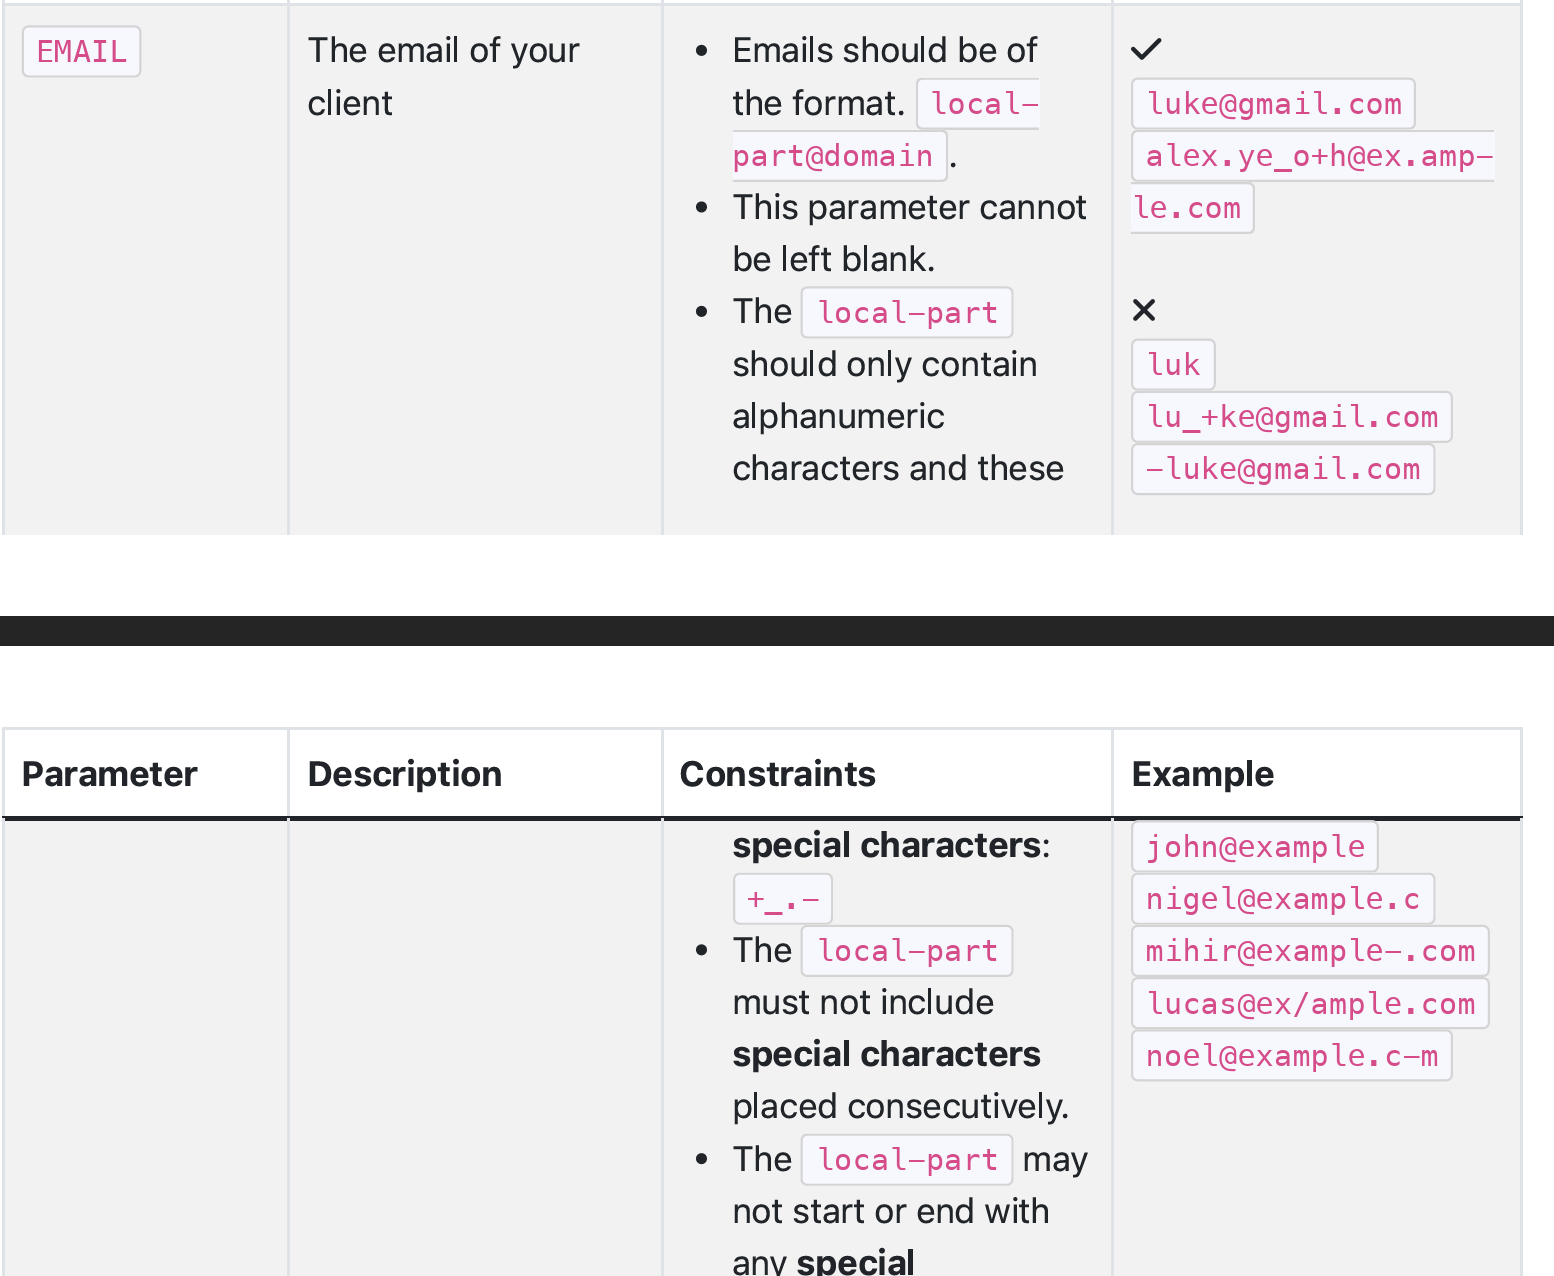 EMAIL
The email of your
client
• Emails should be of
the format. local-
part@domain.
• This parameter cannot
be left blank.
• The local-part
should only contain
alphanumeric
characters and these
✓
luke@gmail.com
alex.ye_o+h@ex.amp-
le.com
✕
luk
lu_+ke@gmail.com
-luke@gmail.com
Parameter
Description
Constraints
Example
special characters:
+_.-
• The local-part
must not include
special characters
placed consecutively.
• The local-part may
not start or end with
any special
john@example
nigel@example.c
mihir@example-.com
lucas@ex/ample.com
noel@example.c-m